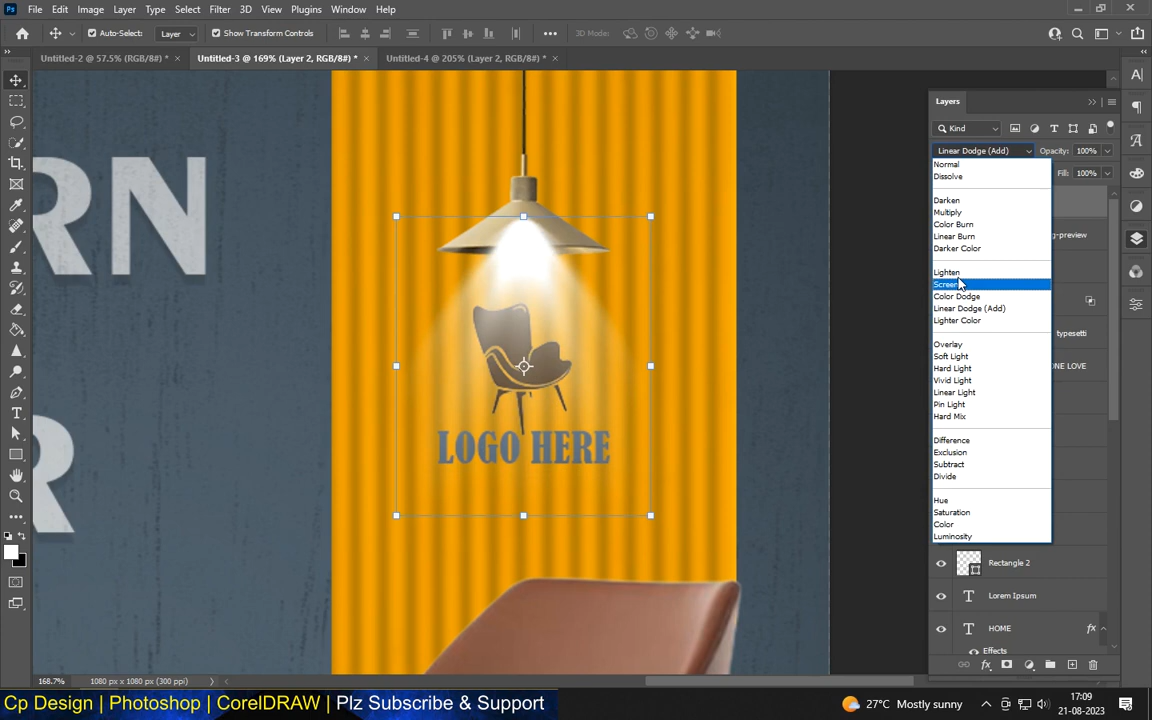 Ps File Edit Image Layer Type Select Filter 3D View Plugins Window Help
Auto-Select: Layer Show Transform Controls 3D Mode:
Untitled-2 @ 57.5% (RGB/8#) * × Untitled-3 @ 169% (Layer 2, RGB/8#) * × Untitled-4 @ 205% (Layer 2, RGB/8#) * ×
Layers
Kind
Linear Dodge (Add) Opacity: 100%
Fill: 100%
Normal
Dissolve
Darken
Multiply
Color Burn
Linear Burn
Darker Color
Lighten
Screen
Color Dodge
Linear Dodge (Add)
Lighter Color
Overlay
Soft Light
Hard Light
Vivid Light
Linear Light
Pin Light
Hard Mix
Difference
Exclusion
Subtract
Divide
Hue
Saturation
Color
Luminosity
g-preview
typesetti
ONE LOVE
Rectangle 2
Lorem Ipsum
HOME fx
Effects
RN
R
LOGO HERE
168.7% 1080 px x 1080 px (300 ppi)
Cp Design | Photoshop | CorelDRAW | Plz Subscribe & Support
27°C Mostly sunny
17:09
21-08-2023